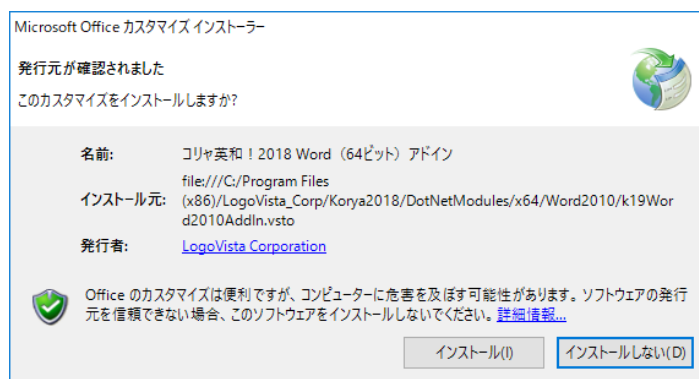 Microsoft Office カスタマイズ インストーラー
発行元が確認されました
このカスタマイズをインストールしますか?
名前: コリャ英和！2018 Word（64ビット）アドイン
インストール元: file:///C:/Program Files
(x86)/LogoVista_Corp/Korya2018/DotNetModules/x64/Word2010/k19Wor
d2010AddIn.vsto
発行者: LogoVista Corporation
Office のカスタマイズは便利ですが、コンピューターに危害を及ぼす可能性があります。ソフトウェアの発行
元を信頼できない場合、このソフトウェアをインストールしないでください。詳細情報...
インストール(I) インストールしない(D)